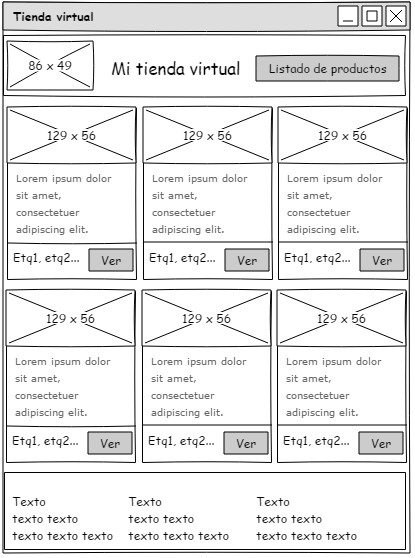 Tienda virtual
86 x 49
Mi tienda virtual
Listado de productos
129 x 56
Lorem ipsum dolor
sit amet,
consectetuer
adipiscing elit.
Etq1, etq2...
Ver
129 x 56
Lorem ipsum dolor
sit amet,
consectetuer
adipiscing elit.
Etq1, etq2...
Ver
129 x 56
Lorem ipsum dolor
sit amet,
consectetuer
adipiscing elit.
Etq1, etq2...
Ver
129 x 56
Lorem ipsum dolor
sit amet,
consectetuer
adipiscing elit.
Etq1, etq2...
Ver
129 x 56
Lorem ipsum dolor
sit amet,
consectetuer
adipiscing elit.
Etq1, etq2...
Ver
129 x 56
Lorem ipsum dolor
sit amet,
consectetuer
adipiscing elit.
Etq1, etq2...
Ver
Texto
texto texto
texto texto texto
Texto
texto texto
texto texto texto
Texto
texto texto
texto texto texto